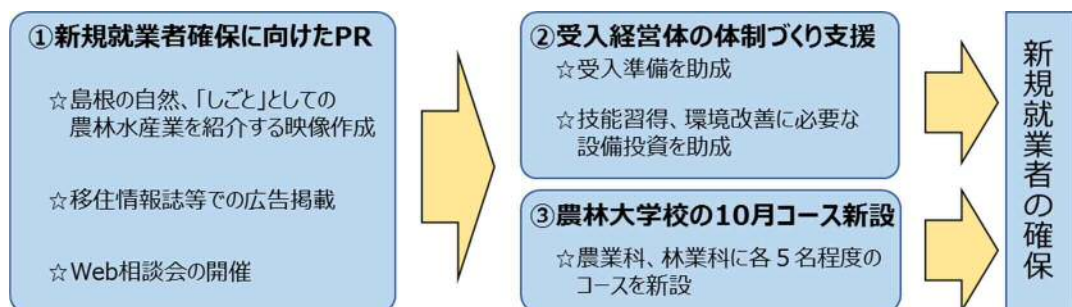 ①新規就業者確保に向けたPR
☆島根の自然、「しごと」としての
農林水産業を紹介する映像作成
☆移住情報誌等での広告掲載
☆Web相談会の開催
②受入経営体の体制づくり支援
☆受入準備を助成
☆技能習得、環境改善に必要な
設備投資を助成
③農林大学校の10月コース新設
☆農業科、林業科に各５名程度の
コースを新設
新規就業者の確保